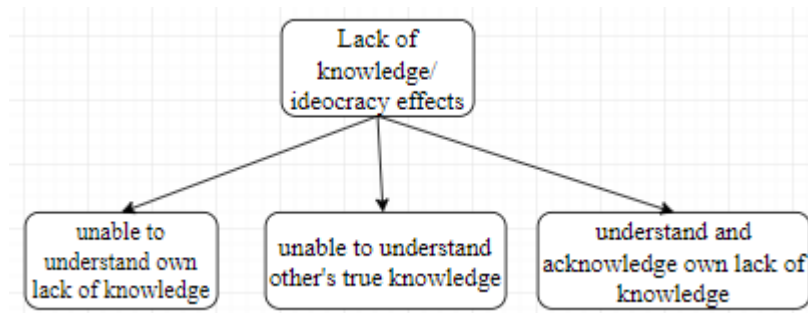 Lack of
knowledge/
ideocracy effects
unable to
understand own
lack of knowledge
unable to understand
other's true knowledge
understand and
acknowledge own lack of
knowledge